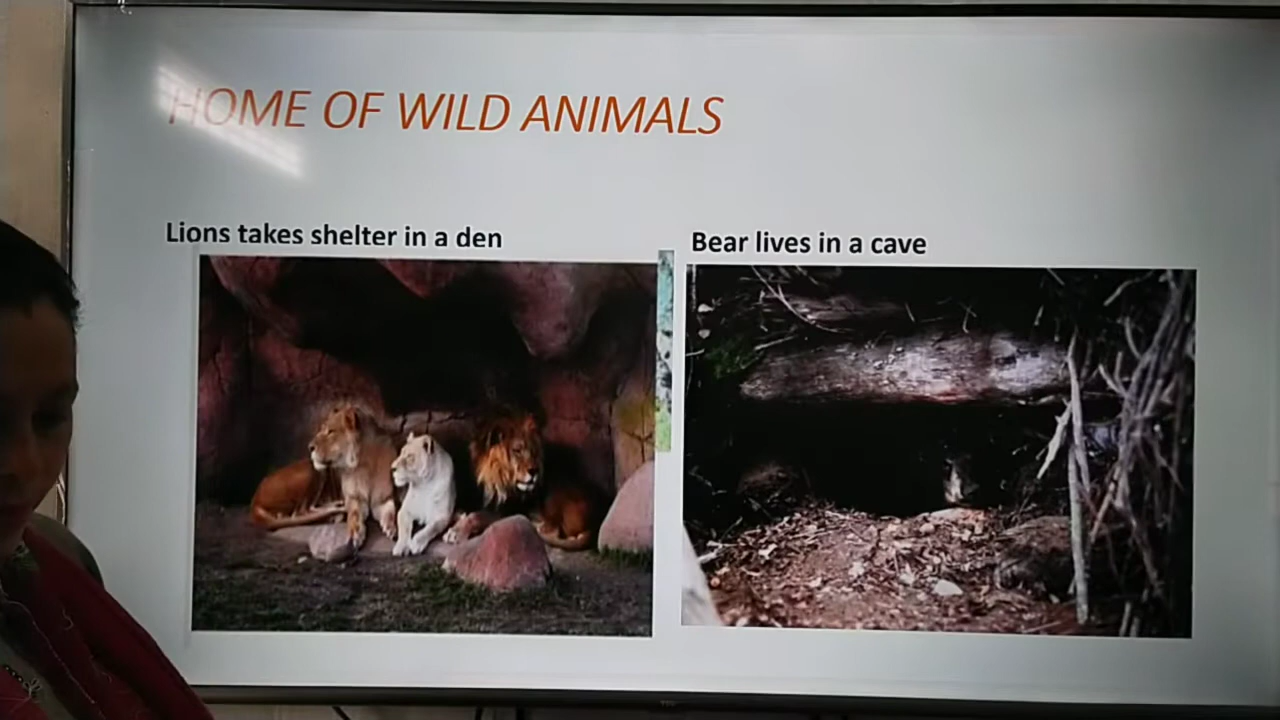 HOME OF WILD ANIMALS
Lions takes shelter in a den
Bear lives in a cave